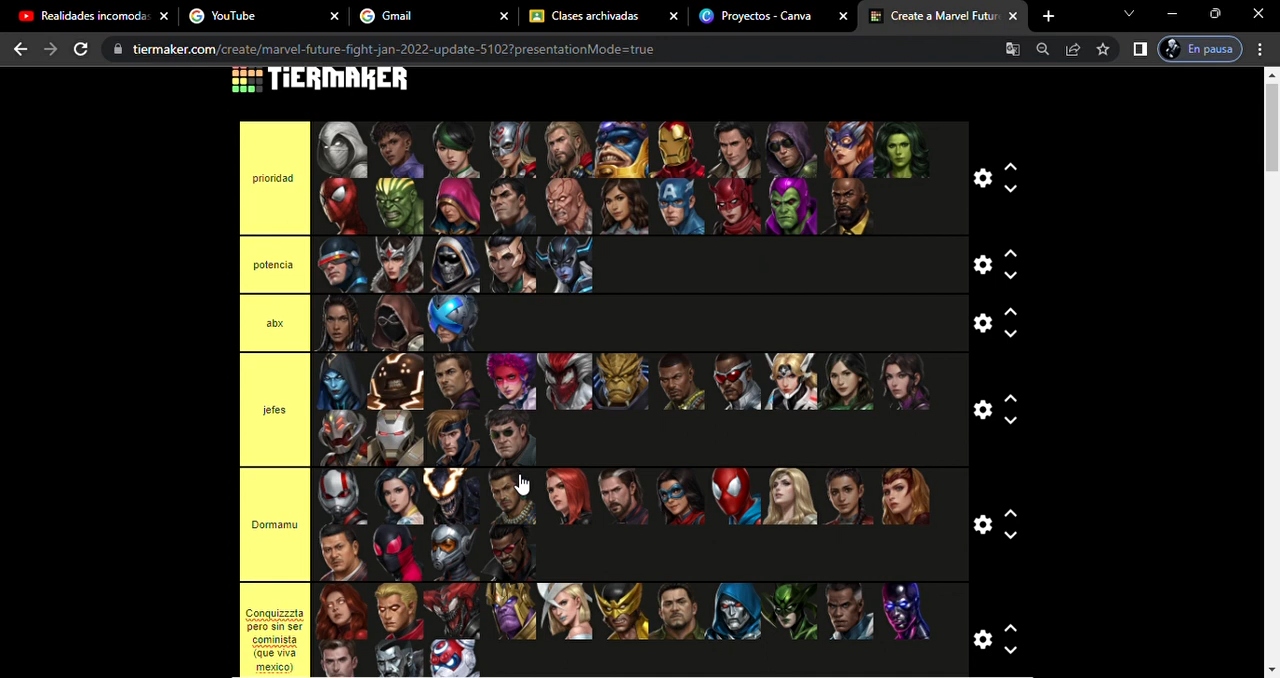 Realidades incomodas
YouTube
Gmail
Clases archivadas
Proyectos - Canva
Create a Marvel Futur
tiermaker.com/create/marvel-future-fight-jan-2022-update-5102?presentationMode=true
En pausa
TiERMAKER
prioridad
potencia
abx
jefes
Dormamu
Conquizzzta
pero sin ser
cominista
(que viva
mexico)